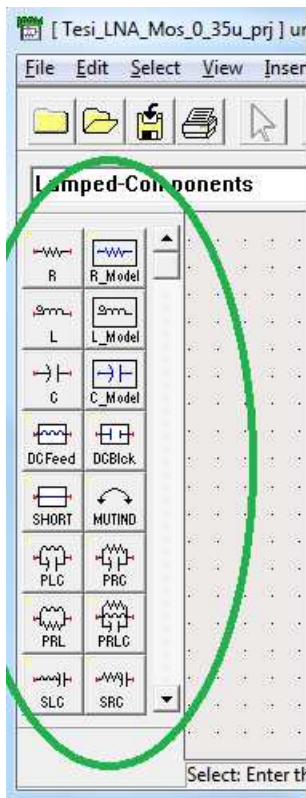 [ Tesi_LNA_Mos_0_35u_prj ] un
File Edit Select View Inser
Lumped-Components
R R_Model
L L_Model
C C_Model
DCFeed DCBlck
SHORT MUTIND
PLC PRC
PRL PRLC
SLC SRC
Select: Enter th